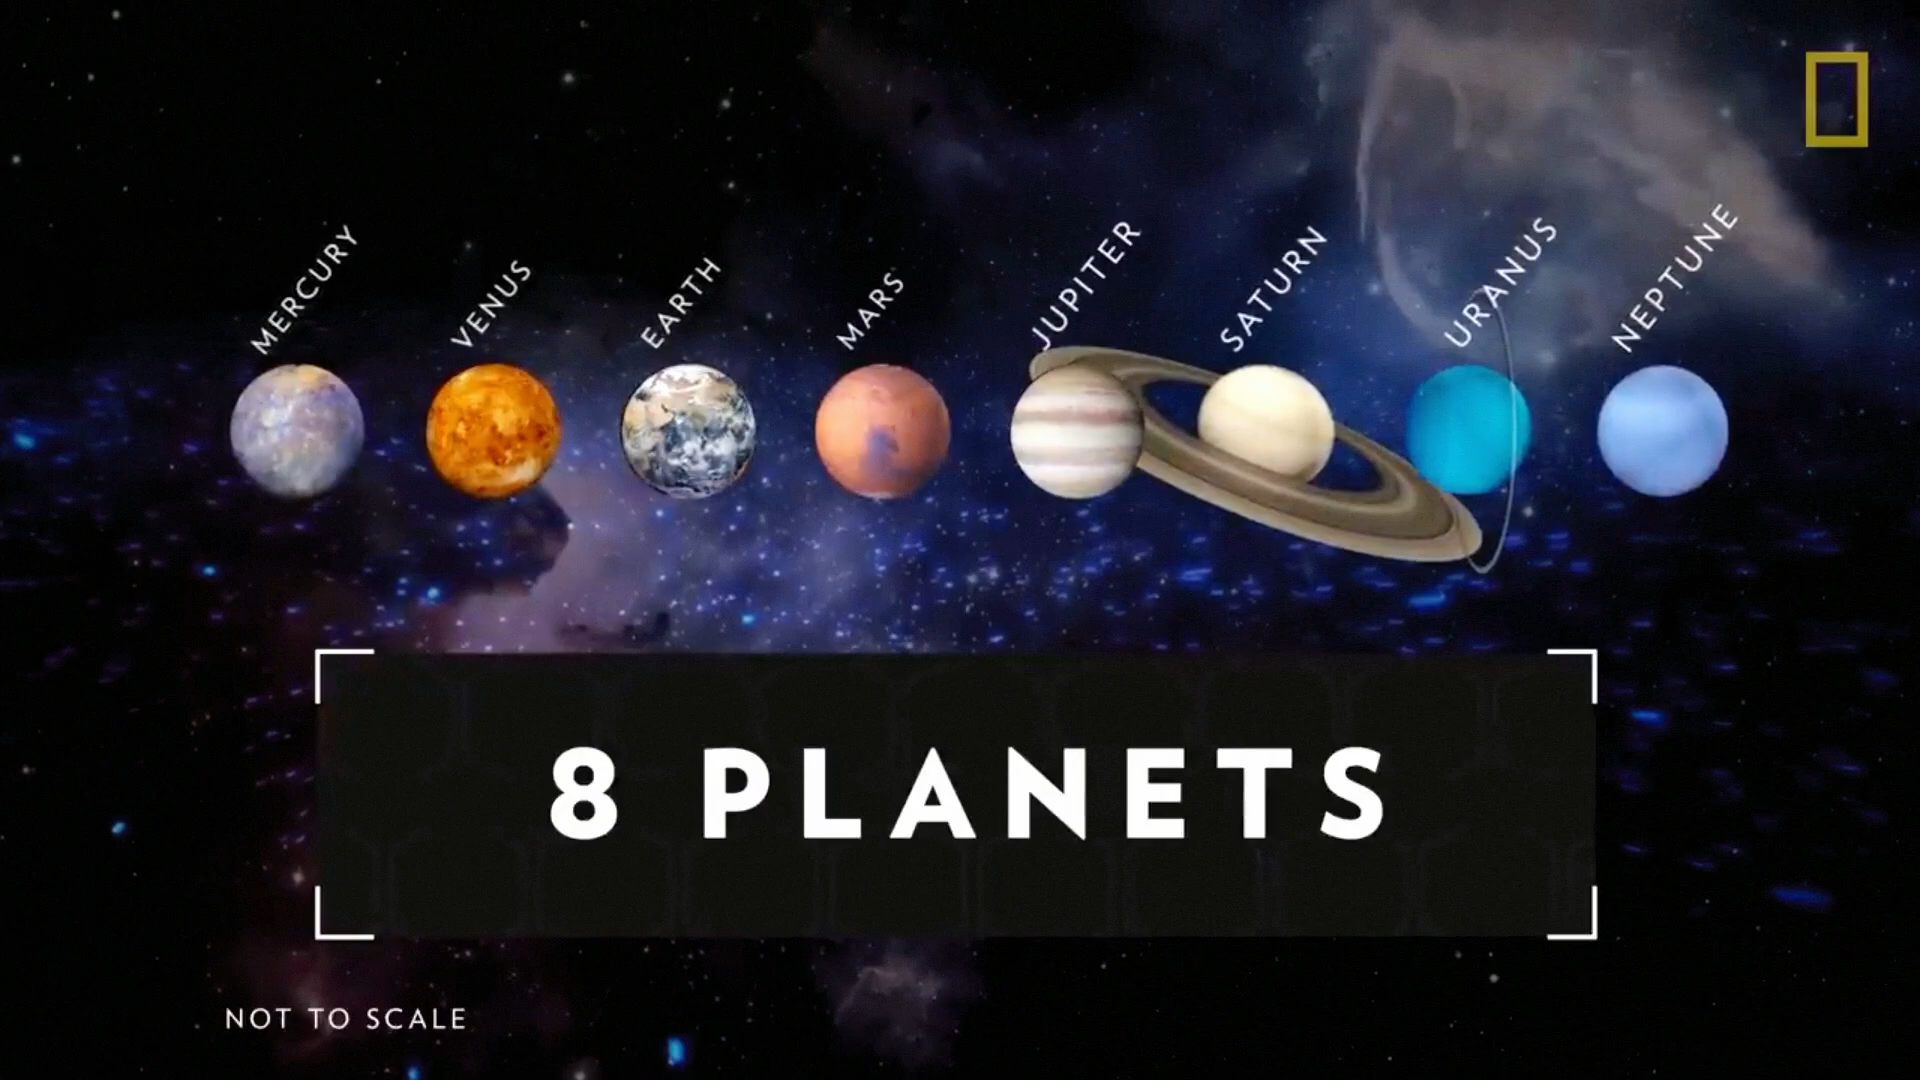 MERCURY
VENUS
EARTH
MARS
JUPITER
SATURN
URANUS
NEPTUNE
8 PLANETS
NOT TO SCALE